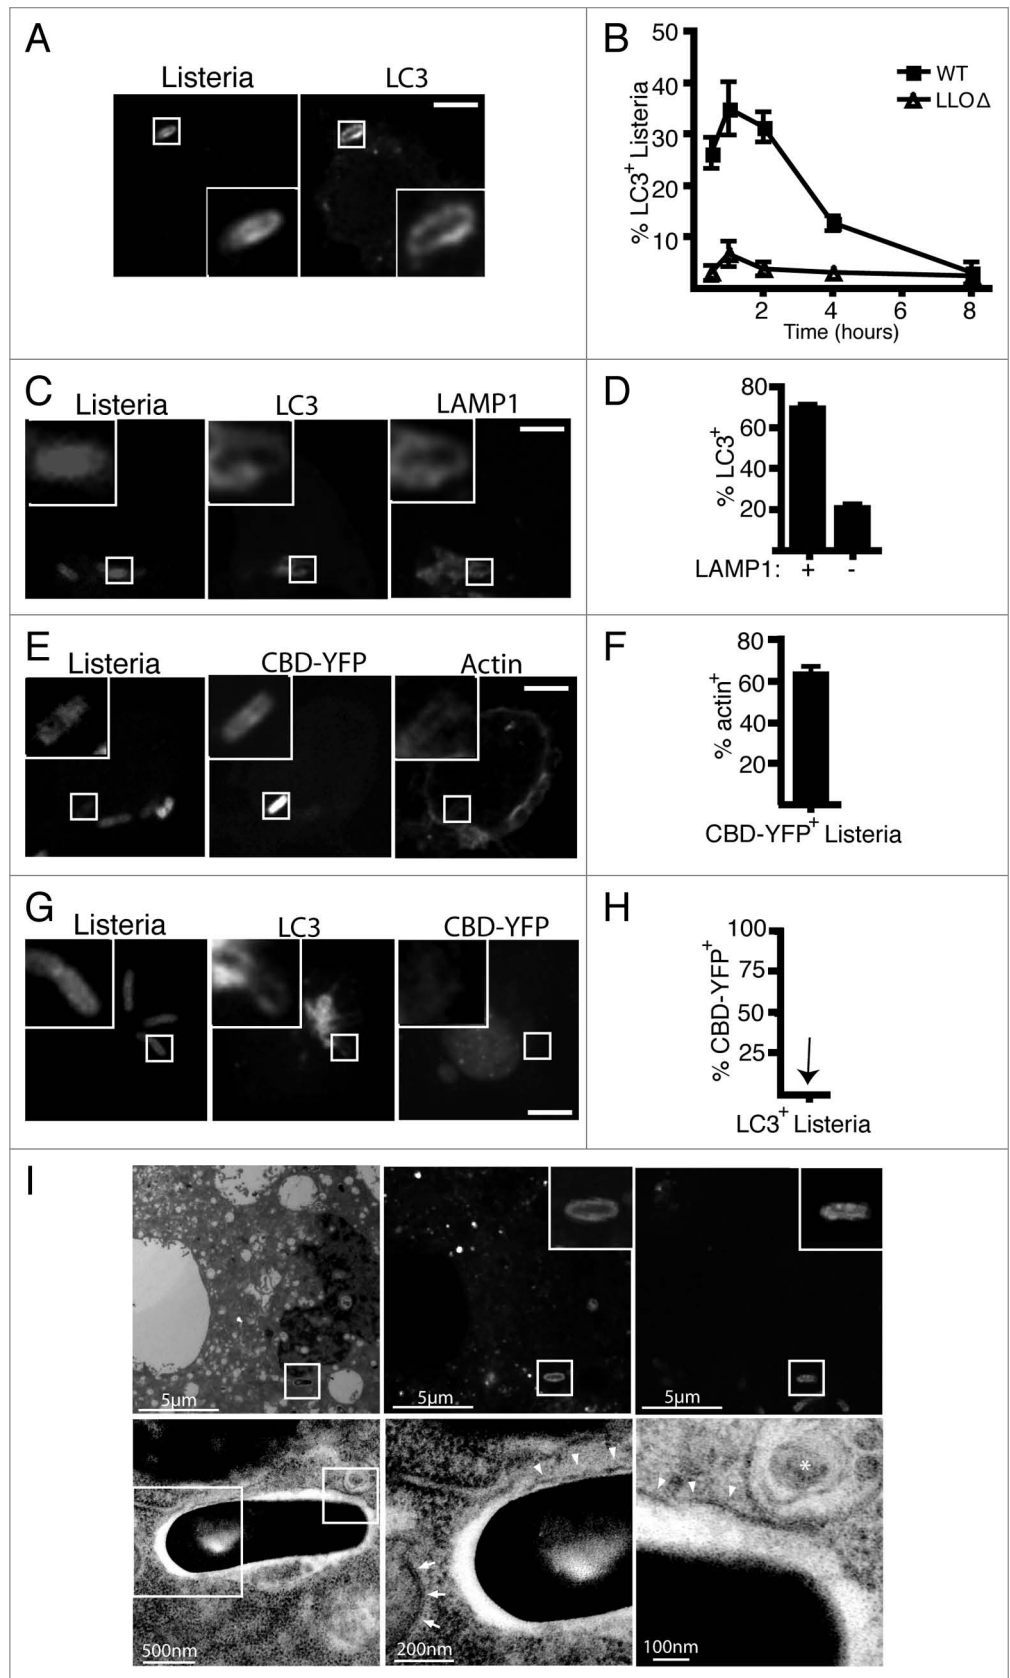 A
Listeria
LC3
B
50
40
30
20
10
% LC3+ Listeria
WT
LLOΔ
2
4
6
8
Time (hours)
C
Listeria
LC3
LAMP1
D
80
60
40
20
% LC3+
LAMP1: + -
E
Listeria
CBD-YFP
Actin
F
80
60
40
20
% actin+
CBD-YFP+ Listeria
G
Listeria
LC3
CBD-YFP
H
100
75
50
25
% CBD-YFP+
LC3+ Listeria
I
5µm
5µm
5µm
*
500nm
200nm
100nm